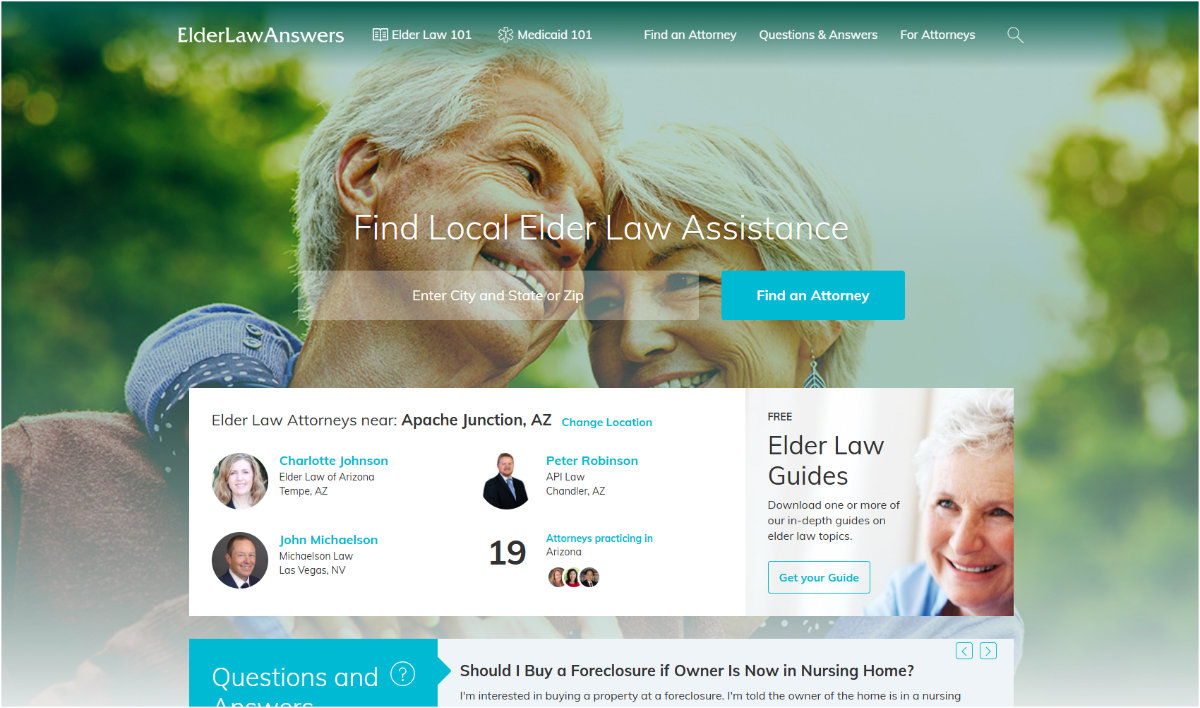 ElderLawAnswers Elder Law 101 Medicaid 101 Find an Attorney Questions & Answers For Attorneys
Find Local Elder Law Assistance
Enter City and State or Zip
Find an Attorney
Elder Law Attorneys near: Apache Junction, AZ Change Location
Charlotte Johnson
Elder Law of Arizona
Tempe, AZ
Peter Robinson
API Law
Chandler, AZ
John Michaelson
Michaelson Law
Las Vegas, NV
19
Attorneys practicing in
Arizona
FREE
Elder Law
Guides
Download one or more of
our in-depth guides on
elder law topics.
Get your Guide
Questions and ?
Answers
Should I Buy a Foreclosure if Owner Is Now in Nursing Home?
I'm interested in buying a property at a foreclosure. I'm told the owner of the home is in a nursing